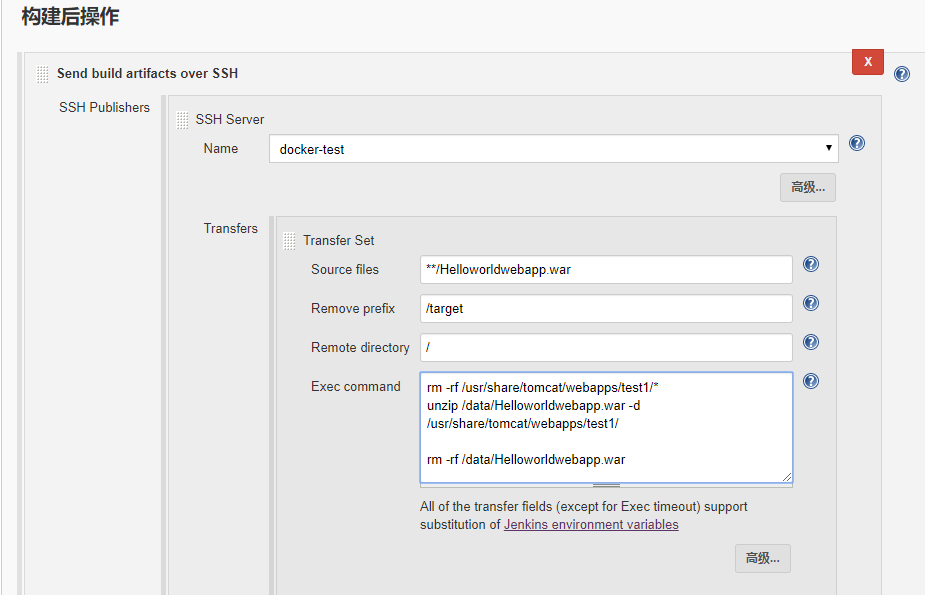 构建后操作
X
Send build artifacts over SSH
SSH Publishers
SSH Server
Name
docker-test
高级...
Transfers
Transfer Set
Source files
**/Helloworldwebapp.war
Remove prefix
/target
Remote directory
/
Exec command
rm -rf /usr/share/tomcat/webapps/test1/*
unzip /data/Helloworldwebapp.war -d
/usr/share/tomcat/webapps/test1/
rm -rf /data/Helloworldwebapp.war
All of the transfer fields (except for Exec timeout) support
substitution of Jenkins environment variables
高级...